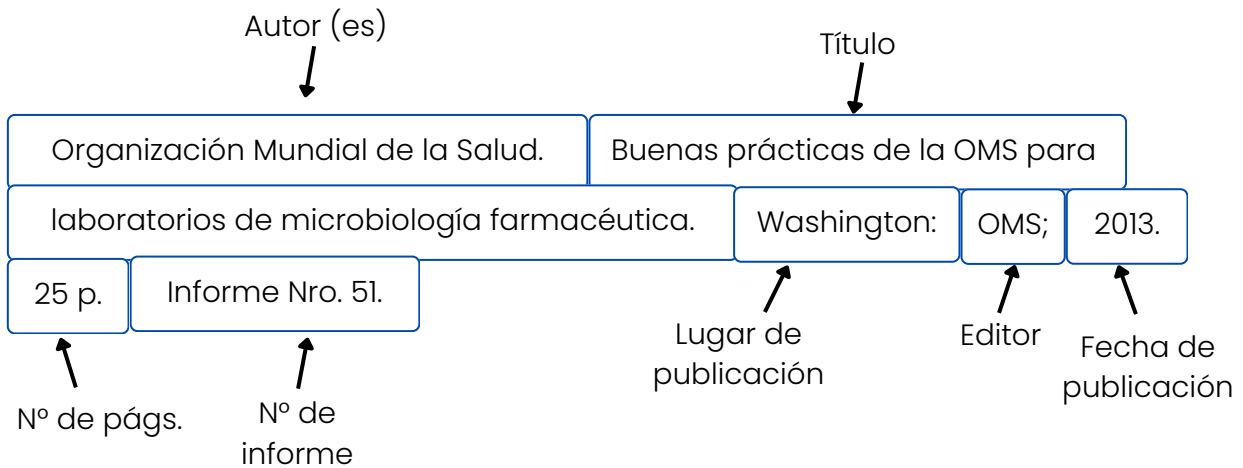 Autor (es)
Título
Organización Mundial de la Salud. Buenas prácticas de la OMS para
laboratorios de microbiología farmacéutica. Washington: OMS; 2013.
25 p. Informe Nro. 51.
Lugar de
publicación
Editor
Fecha de
publicación
Nº de págs.
Nº de
informe